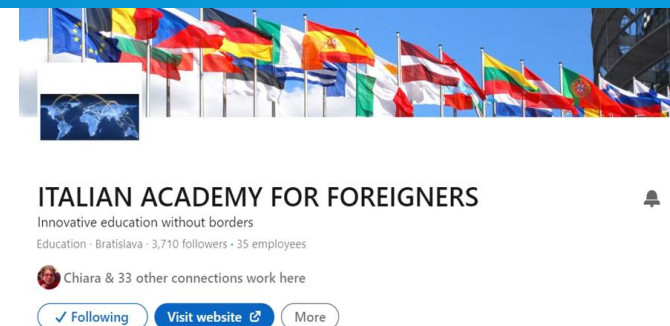 ITALIAN ACADEMY FOR FOREIGNERS
Innovative education without borders
Education · Bratislava · 3,710 followers • 35 employees
Chiara & 33 other connections work here
✓ Following Visit website More